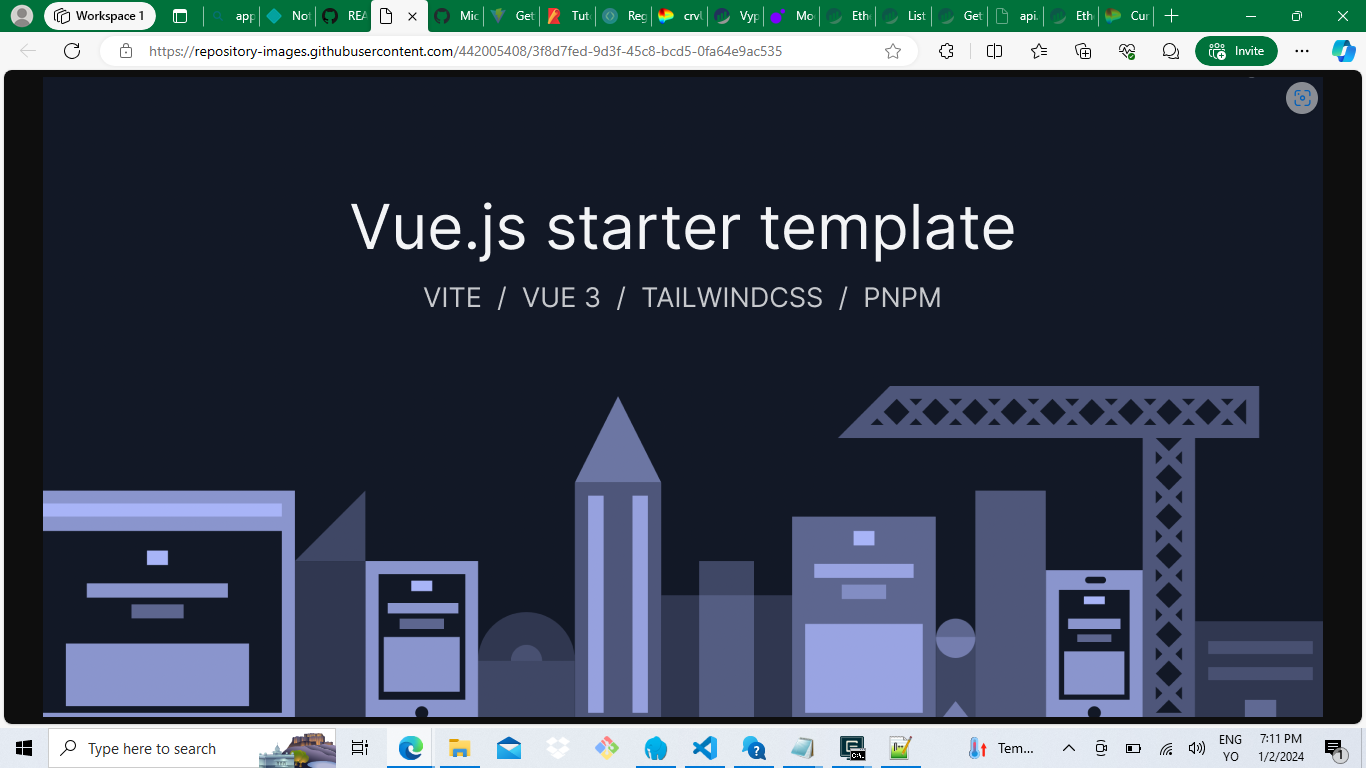 Workspace 1
app
Not
REA
Mic
Get
Tut
Reg
crvl
Vyp
Mo
Eth
List
Get
api.
Eth
Cur
https://repository-images.githubusercontent.com/442005408/3f8d7fed-9d3f-45c8-bcd5-0fa64e9ac535
Invite
Vue.js starter template
VITE / VUE 3 / TAILWINDCSS / PNPM
Type here to search
Tem...
ENG
YO
7:11 PM
1/2/2024
1